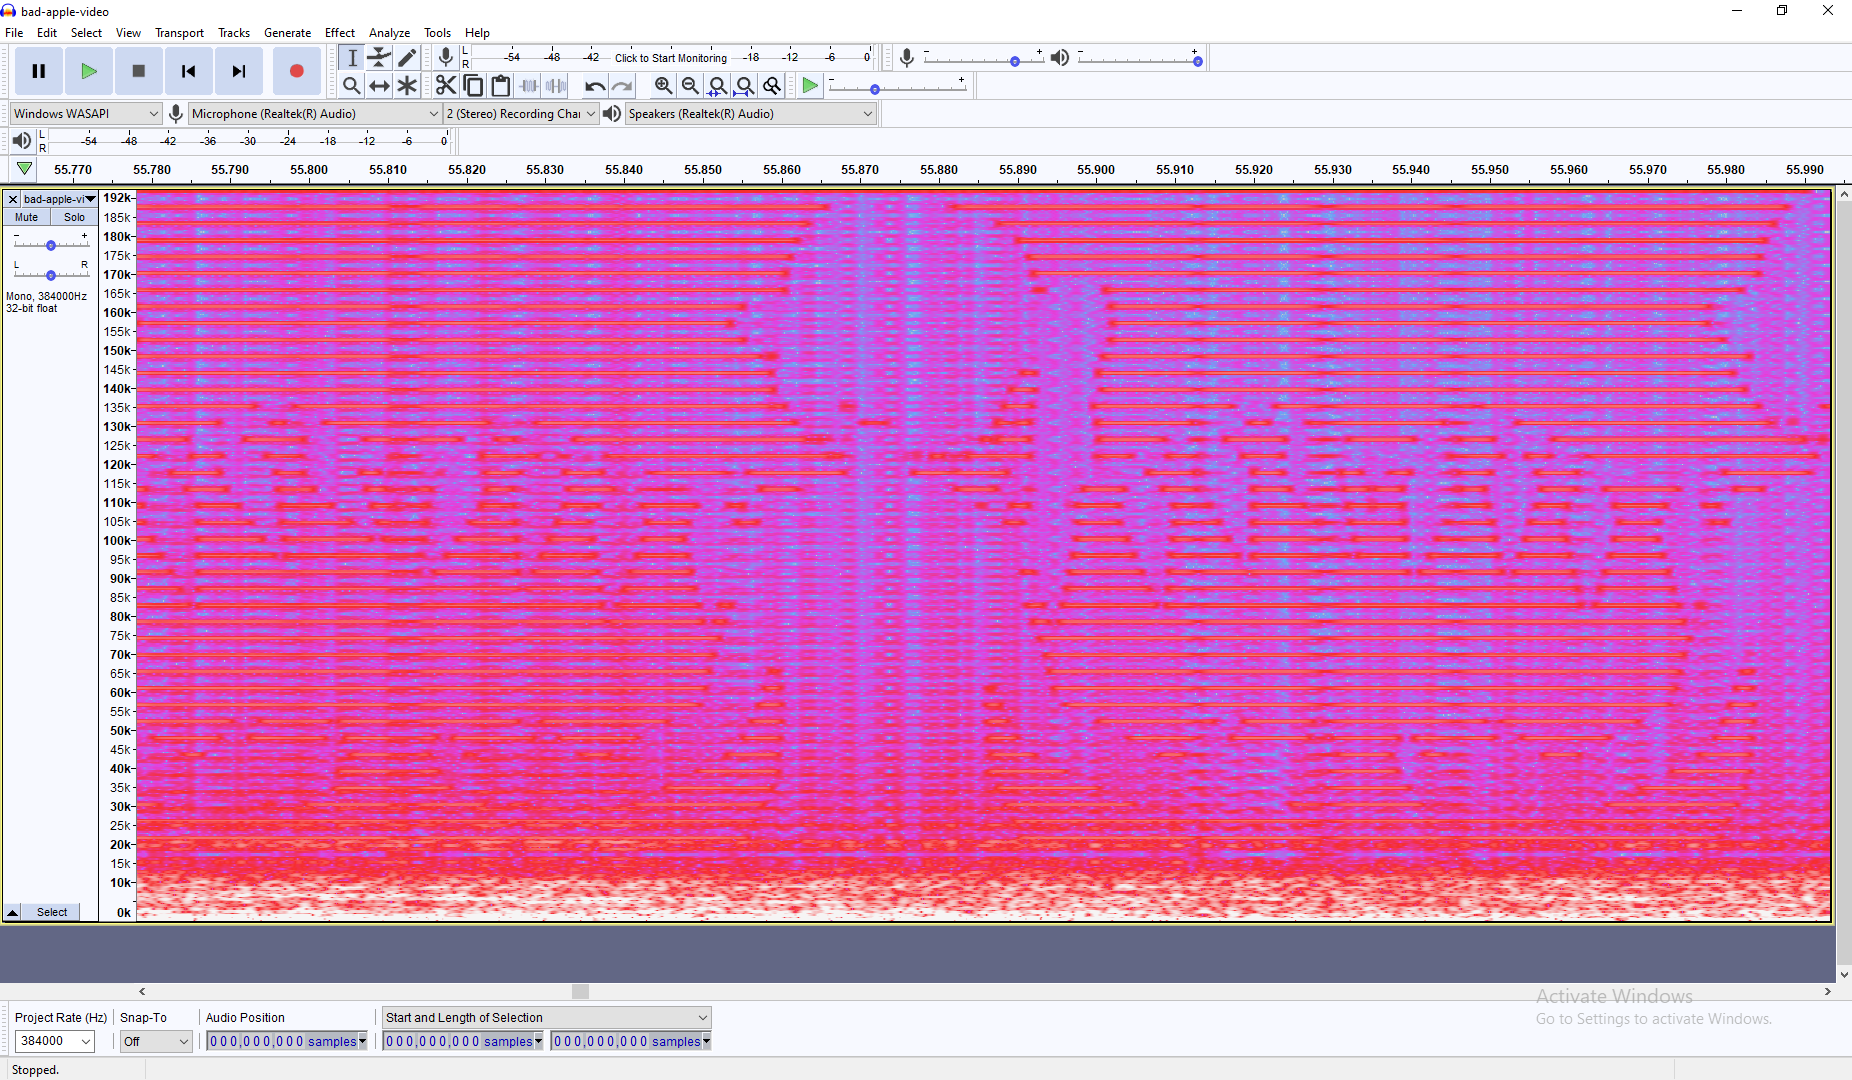 bad-apple-video
File Edit Select View Transport Tracks Generate Effect Analyze Tools Help
L R -54 -48 -42 Click to Start Monitoring -18 -12 -6 0 - + - +
- +
Windows WASAPI Microphone (Realtek(R) Audio) 2 (Stereo) Recording Char Speakers (Realtek(R) Audio)
L R -54 -48 -42 -36 -30 -24 -18 -12 -6 0
55.770 55.780 55.790 55.800 55.810 55.820 55.830 55.840 55.850 55.860 55.870 55.880 55.890 55.900 55.910 55.920 55.930 55.940 55.950 55.960 55.970 55.980 55.990
bad-apple-vi
Mute Solo
- +
L R
Mono, 384000Hz
32-bit float
Select
192k
185k
180k
175k
170k
165k
160k
155k
150k
145k
140k
135k
130k
125k
120k
115k
110k
105k
100k
95k
90k
85k
80k
75k
70k
65k
60k
55k
50k
45k
40k
35k
30k
25k
20k
15k
10k
0k
Activate Windows
Go to Settings to activate Windows.
Project Rate (Hz) Snap-To Audio Position Start and Length of Selection
384000 Off 000,000,000 samples 000,000,000 samples 000,000,000 samples
Stopped.